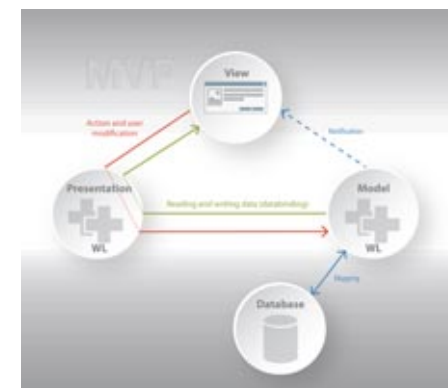 MVP
View
Action and user
modification
Notification
Presentation
WL
Reading and writing data (databinding)
Model
WL
Mapping
Database